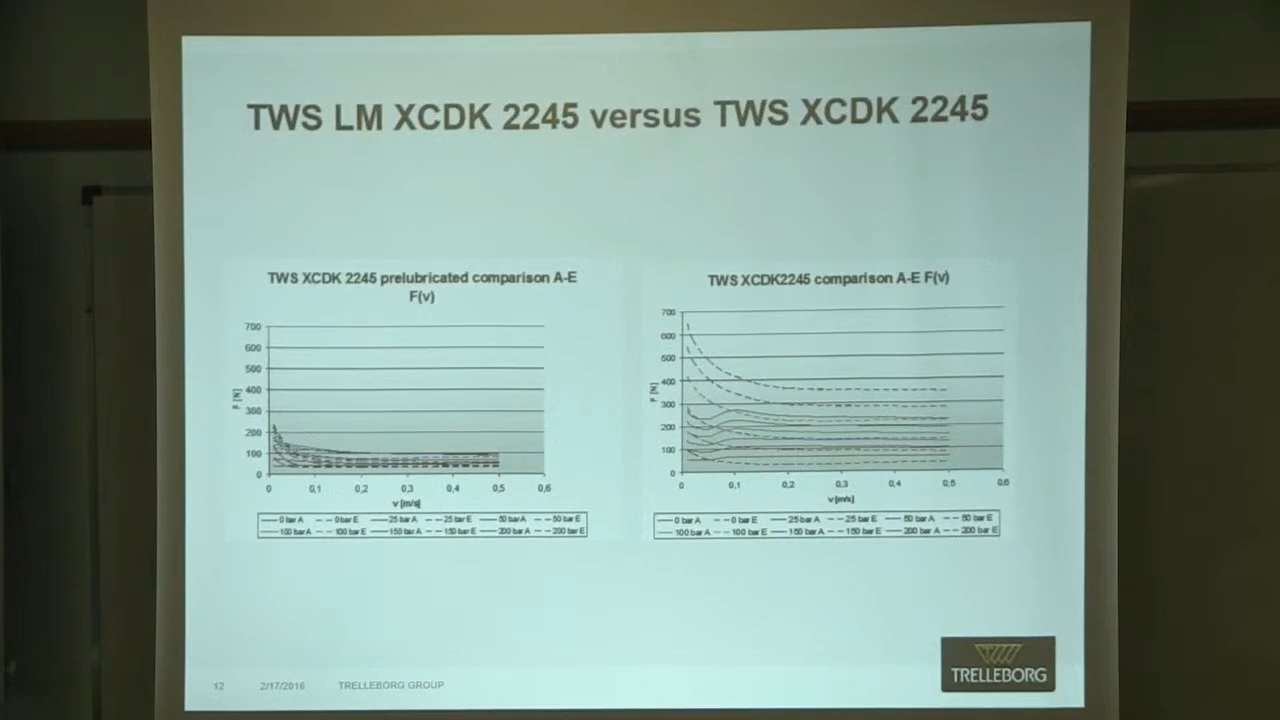 TWS LM XCDK 2245 versus TWS XCDK 2245
TWS XCDK 2245 prelubricated comparison A-E
F(v)
700
600
500
400
300
200
100
0
F [N]
0 0,1 0,2 0,3 0,4 0,5 0,6
v [m/s]
0 bar A 0 bar E 25 bar A 25 bar E 50 bar A 50 bar E
100 bar A 100 bar E 150 bar A 150 bar E 200 bar A 200 bar E
TWS XCDK2245 comparison A-E F(v)
700
600
500
400
300
200
100
0
F [N]
0 0,1 0,2 0,3 0,4 0,5 0,6
v [m/s]
0 bar A 0 bar E 25 bar A 25 bar E 50 bar A 50 bar E
100 bar A 100 bar E 150 bar A 150 bar E 200 bar A 200 bar E
12 2/17/2016 TRELLEBORG GROUP
TRELLEBORG